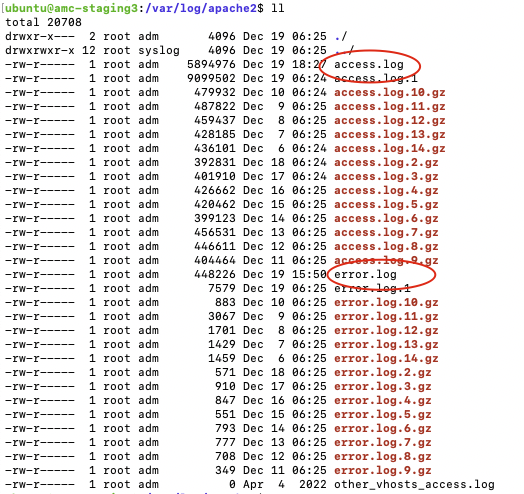 [ubuntu@amc-staging3:/var/log/apache2$ ll
total 20708
drwxr-x---  2 root adm       4096 Dec 19 06:25 ./
drwxrwxr-x 12 root syslog    4096 Dec 19 06:25 ../
-rw-r-----  1 root adm    5894976 Dec 19 18:27 access.log
-rw-r-----  1 root adm    9099502 Dec 19 06:24 access.log.1
-rw-r-----  1 root adm     479932 Dec 10 06:24 access.log.10.gz
-rw-r-----  1 root adm     487822 Dec  9 06:25 access.log.11.gz
-rw-r-----  1 root adm     459437 Dec  8 06:25 access.log.12.gz
-rw-r-----  1 root adm     428185 Dec  7 06:25 access.log.13.gz
-rw-r-----  1 root adm     436101 Dec  6 06:24 access.log.14.gz
-rw-r-----  1 root adm     392831 Dec 18 06:24 access.log.2.gz
-rw-r-----  1 root adm     401910 Dec 17 06:24 access.log.3.gz
-rw-r-----  1 root adm     426662 Dec 16 06:25 access.log.4.gz
-rw-r-----  1 root adm     420462 Dec 15 06:25 access.log.5.gz
-rw-r-----  1 root adm     399123 Dec 14 06:25 access.log.6.gz
-rw-r-----  1 root adm     456531 Dec 13 06:25 access.log.7.gz
-rw-r-----  1 root adm     446611 Dec 12 06:25 access.log.8.gz
-rw-r-----  1 root adm     404464 Dec 11 06:25 access.log.9.gz
-rw-r-----  1 root adm     448226 Dec 19 15:50 error.log
-rw-r-----  1 root adm       7579 Dec 19 06:25 error.log.1
-rw-r-----  1 root adm        883 Dec 10 06:25 error.log.10.gz
-rw-r-----  1 root adm       3067 Dec  9 06:25 error.log.11.gz
-rw-r-----  1 root adm       1701 Dec  8 06:25 error.log.12.gz
-rw-r-----  1 root adm       1429 Dec  7 06:25 error.log.13.gz
-rw-r-----  1 root adm       1459 Dec  6 06:25 error.log.14.gz
-rw-r-----  1 root adm        571 Dec 18 06:25 error.log.2.gz
-rw-r-----  1 root adm        910 Dec 17 06:25 error.log.3.gz
-rw-r-----  1 root adm        847 Dec 16 06:25 error.log.4.gz
-rw-r-----  1 root adm        551 Dec 15 06:25 error.log.5.gz
-rw-r-----  1 root adm        793 Dec 14 06:25 error.log.6.gz
-rw-r-----  1 root adm        777 Dec 13 06:25 error.log.7.gz
-rw-r-----  1 root adm        708 Dec 12 06:25 error.log.8.gz
-rw-r-----  1 root adm        349 Dec 11 06:25 error.log.9.gz
-rw-r-----  1 root adm          0 Apr  4  2022 other_vhosts_access.log